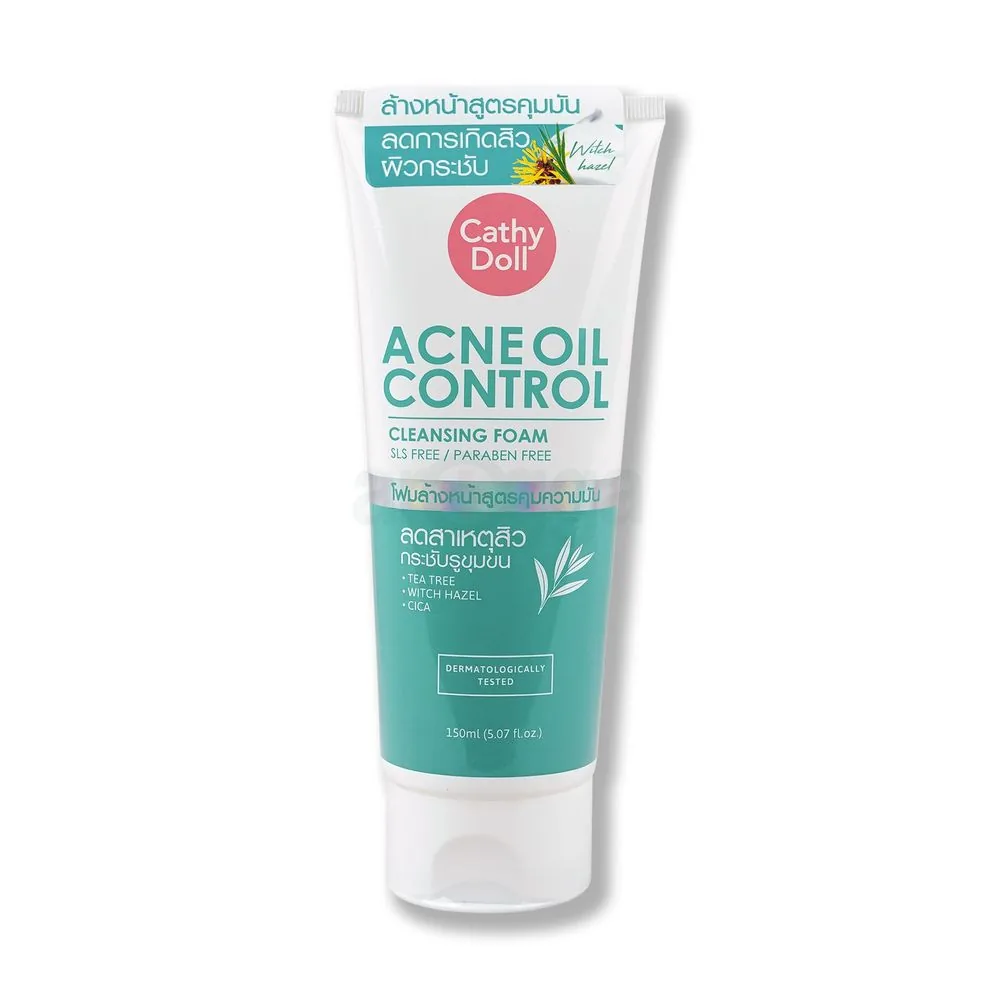 ล้างหน้าสูตรคุมมัน
ลดการเกิดสิว
ผิวกระชับ
Witch
hazel
Cathy
Doll
ACNE OIL
CONTROL
CLEANSING FOAM
SLS FREE / PARABEN FREE
โฟมล้างหน้าสูตรคุมความมัน
ลดสาเหตุสิว
กระชับรูขุมขน
• TEA TREE
• WITCH HAZEL
• CICA
DERMATOLOGICALLY
TESTED
150ml (5.07 fl.oz.)